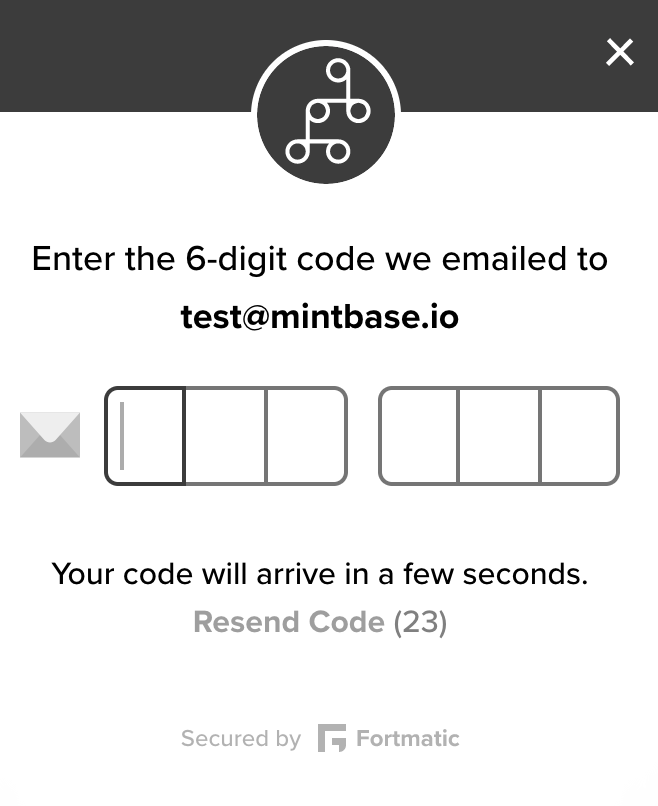 Enter the 6-digit code we emailed to
test@mintbase.io
Your code will arrive in a few seconds.
Resend Code (23)
Secured by Fortmatic